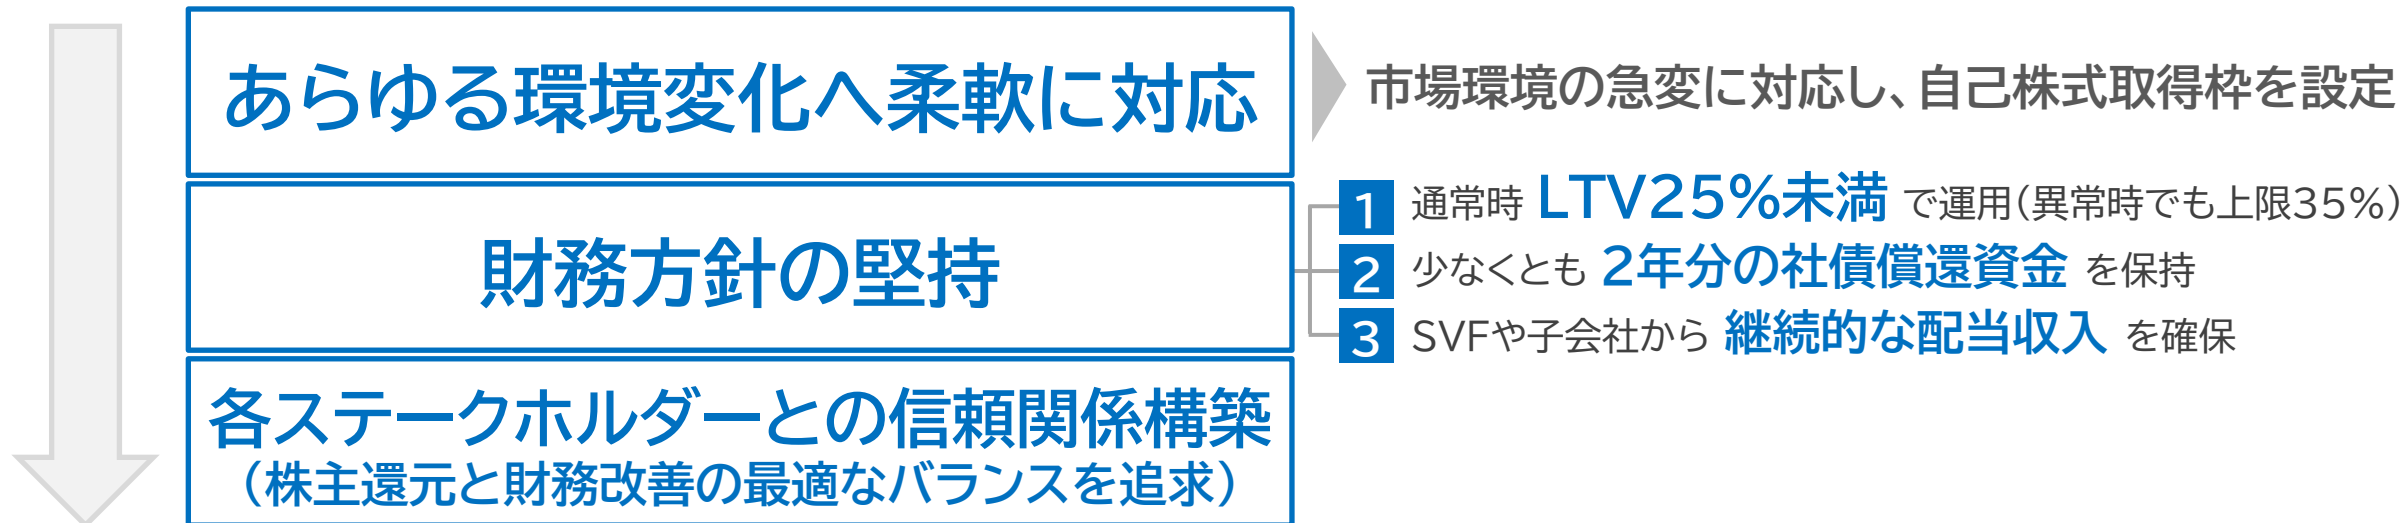 あらゆる環境変化へ柔軟に対応
市場環境の急変に対応し、自己株式取得枠を設定
財務方針の堅持
1 通常時 LTV25%未満 で運用(異常時でも上限35%)
2 少なくとも 2年分の社債償還資金 を保持
3 SVFや子会社から 継続的な配当収入 を確保
各ステークホルダーとの信頼関係構築
(株主還元と財務改善の最適なバランスを追求)